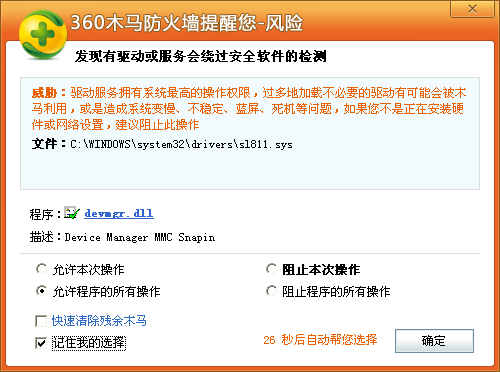 360木马防火墙提醒您-风险
发现有驱动或服务会绕过安全软件的检测
威胁：驱动服务拥有系统最高的操作权限，过多地加载不必要的驱动有可能会被木
马利用，或是造成系统变慢、不稳定、蓝屏、死机等问题，如果您不是正在安装硬
件或网络设置，建议阻止此操作
文件：C:\WINDOWS\system32\drivers\sl811.sys
程序：devmgr.dll
描述：Device Manager MMC Snapin
允许本次操作 阻止本次操作
允许程序的所有操作 阻止程序的所有操作
快速清除残余木马
记住我的选择 26 秒后自动帮您选择 确定